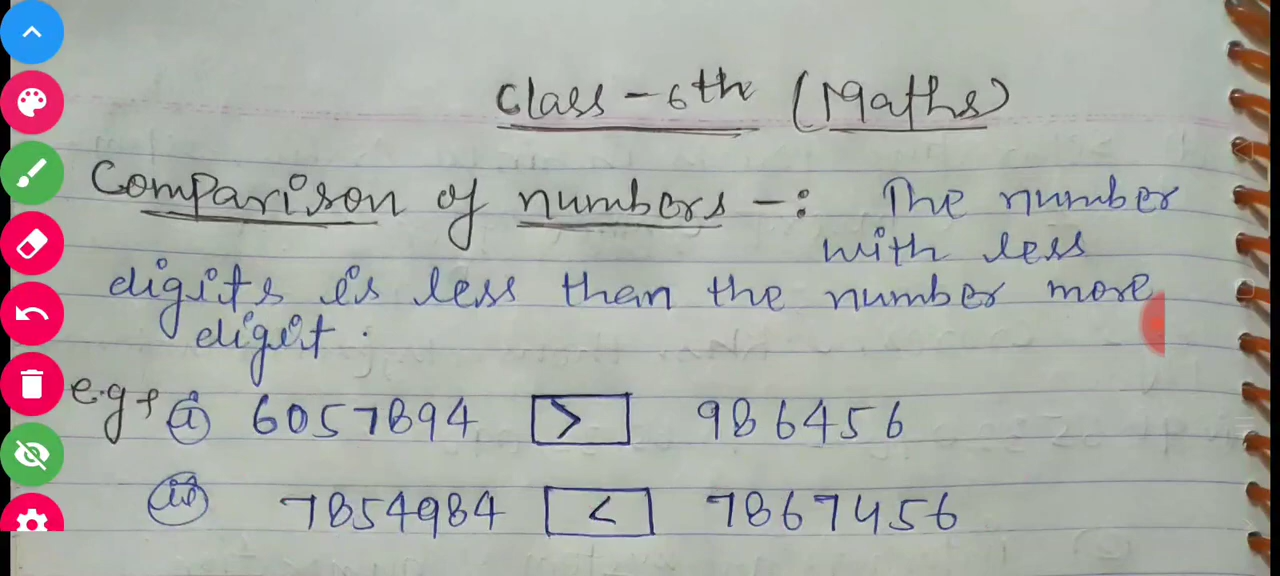 Class - 6th (Maths)
Comparison of numbers -: The number
with less
digits is less than the number more
digit.
e.g → (i) 6057894 > 986456
(ii) 7854984 < 7867456